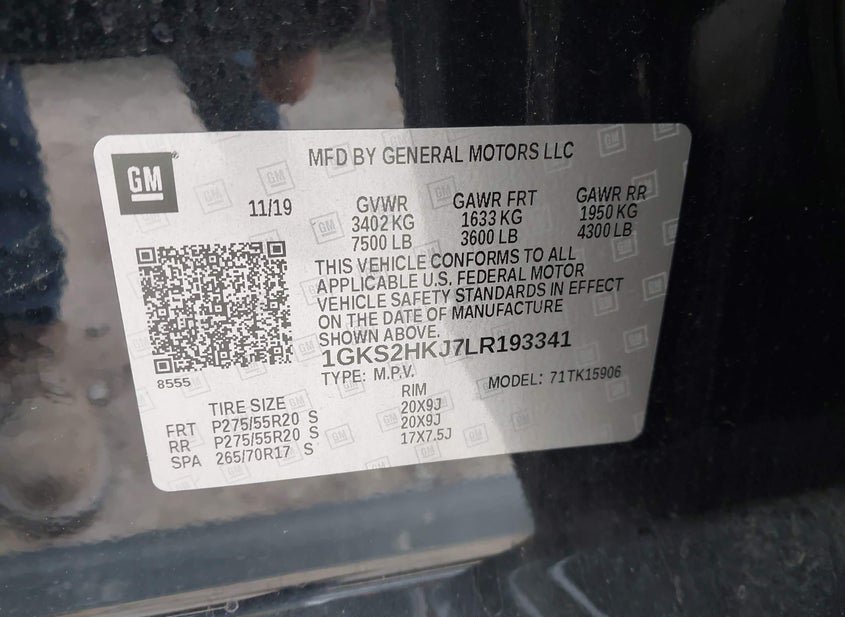 GM
MFD BY GENERAL MOTORS LLC
11/19
GVWR GAWR FRT GAWR RR
3402 KG 1633 KG 1950 KG
7500 LB 3600 LB 4300 LB
THIS VEHICLE CONFORMS TO ALL
APPLICABLE U.S. FEDERAL MOTOR
VEHICLE SAFETY STANDARDS IN EFFECT
ON THE DATE OF MANUFACTURE
SHOWN ABOVE.
1GKS2HKJ7LR193341
8555
TYPE: M.P.V. MODEL: 71TK15906
TIRE SIZE RIM
FRT P275/55R20 S 20X9J
RR P275/55R20 S 20X9J
SPA 265/70R17 S 17X7.5J